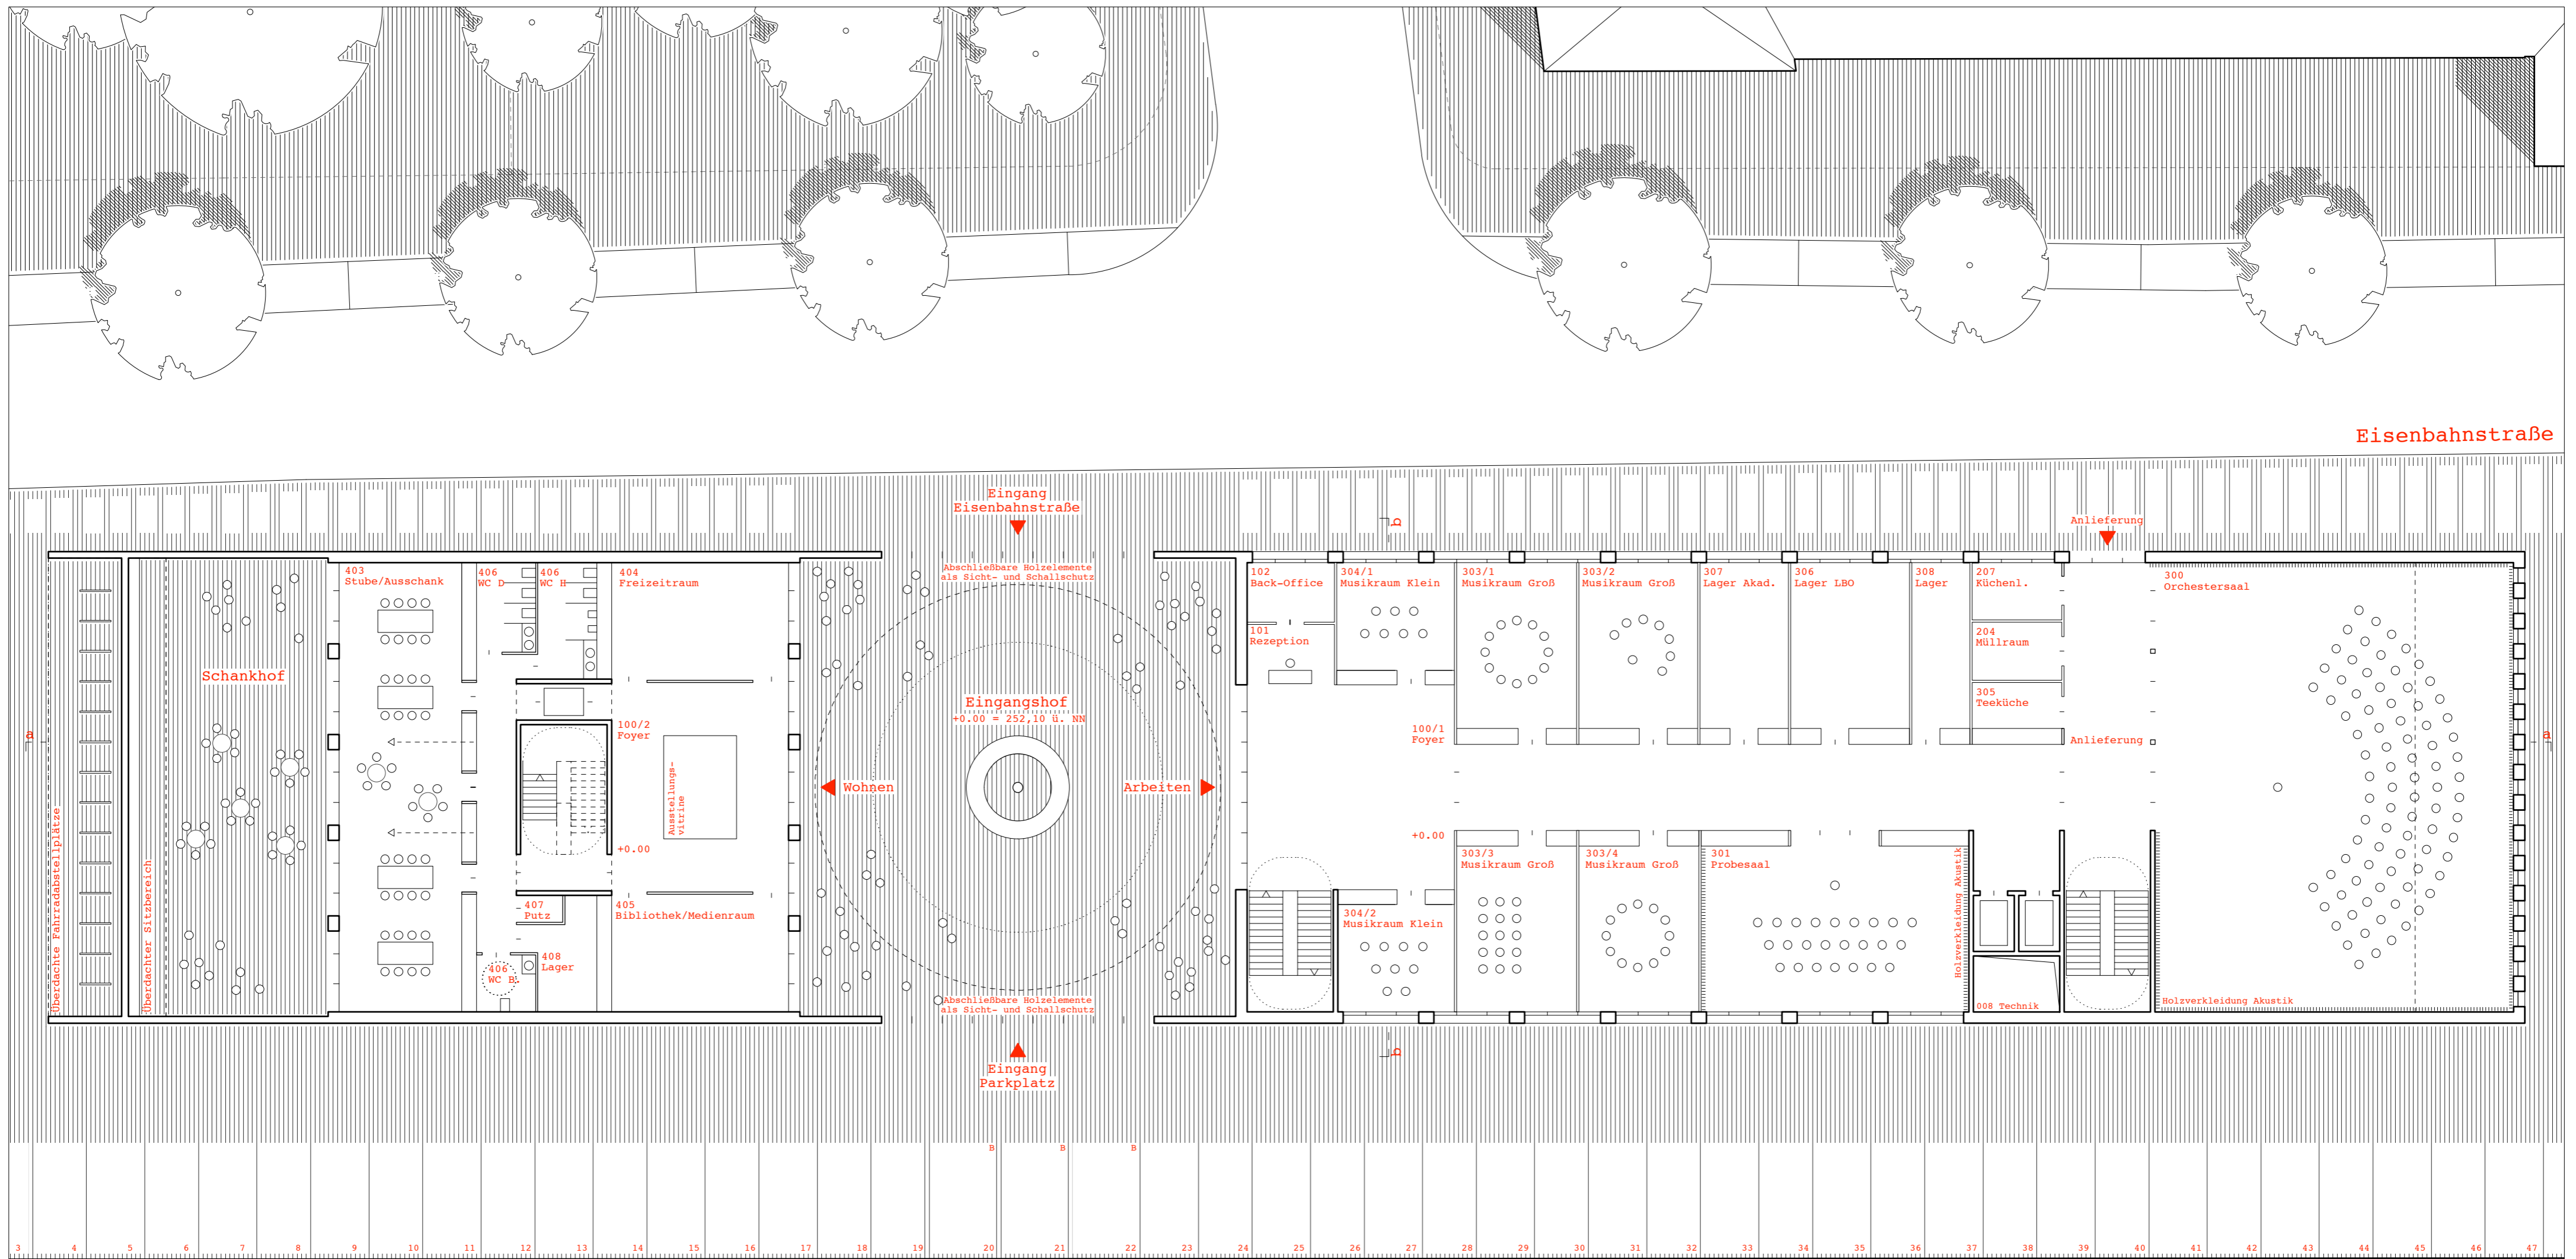 Eisenbahnstraße
Eingang
Eisenbahnstraße
b
Anlieferung
403
Stube/Ausschank
406
WC D
406
WC H
404
Freizeitraum
Abschließbare Holzelemente
als Sicht- und Schallschutz
102
Back-Office
304/1
Musikraum Klein
303/1
Musikraum Groß
303/2
Musikraum Groß
307
Lager Akad.
306
Lager LBO
308
Lager
207
Küchenl.
300
Orchestersaal
101
Rezeption
204
Müllraum
Schankhof
305
Teeküche
Eingangshof
+0.00 = 252,10 ü. NN
a
100/2
Foyer
100/1
Foyer
Anlieferung
a
Wohnen
Arbeiten
Ausstellungs-
vitrine
Überdachte Fahrradabstellplätze
Überdachter Sitzbereich
+0.00
+0.00
303/3
Musikraum Groß
303/4
Musikraum Groß
301
Probesaal
Holzverkleidung Akustik
407
Putz
405
Bibliothek/Medienraum
304/2
Musikraum Klein
408
Lager
406
WC B.
Abschließbare Holzelemente
als Sicht- und Schallschutz
008 Technik
Holzverkleidung Akustik
b
Eingang
Parkplatz
B
B
B
3 4 5 6 7 8 9 10 11 12 13 14 15 16 17 18 19 20 21 22 23 24 25 26 27 28 29 30 31 32 33 34 35 36 37 38 39 40 41 42 43 44 45 46 47